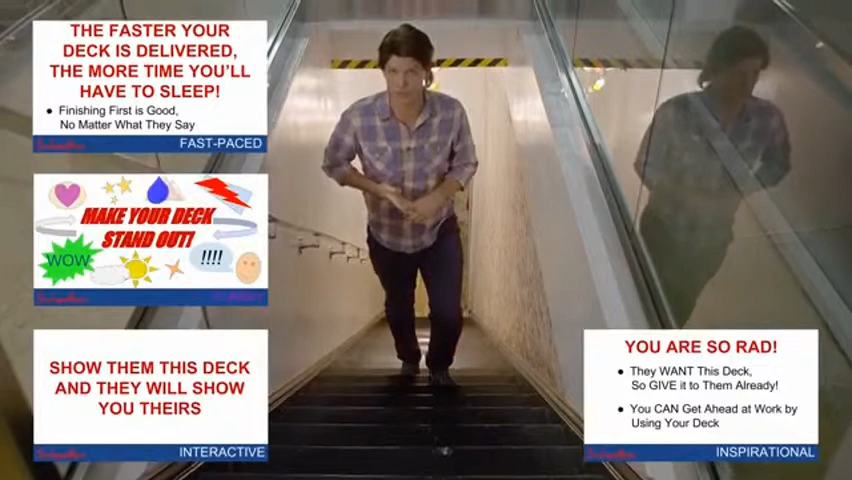 THE FASTER YOUR
DECK IS DELIVERED,
THE MORE TIME YOU'LL
HAVE TO SLEEP!
● Finishing First is Good,
No Matter What They Say
FAST-PACED
MAKE YOUR DECK
STAND OUT!
WOW
!!!!
SHOW THEM THIS DECK
AND THEY WILL SHOW
YOU THEIRS
INTERACTIVE
YOU ARE SO RAD!
● They WANT This Deck,
So GIVE it to Them Already!
● You CAN Get Ahead at Work by
Using Your Deck
INSPIRATIONAL